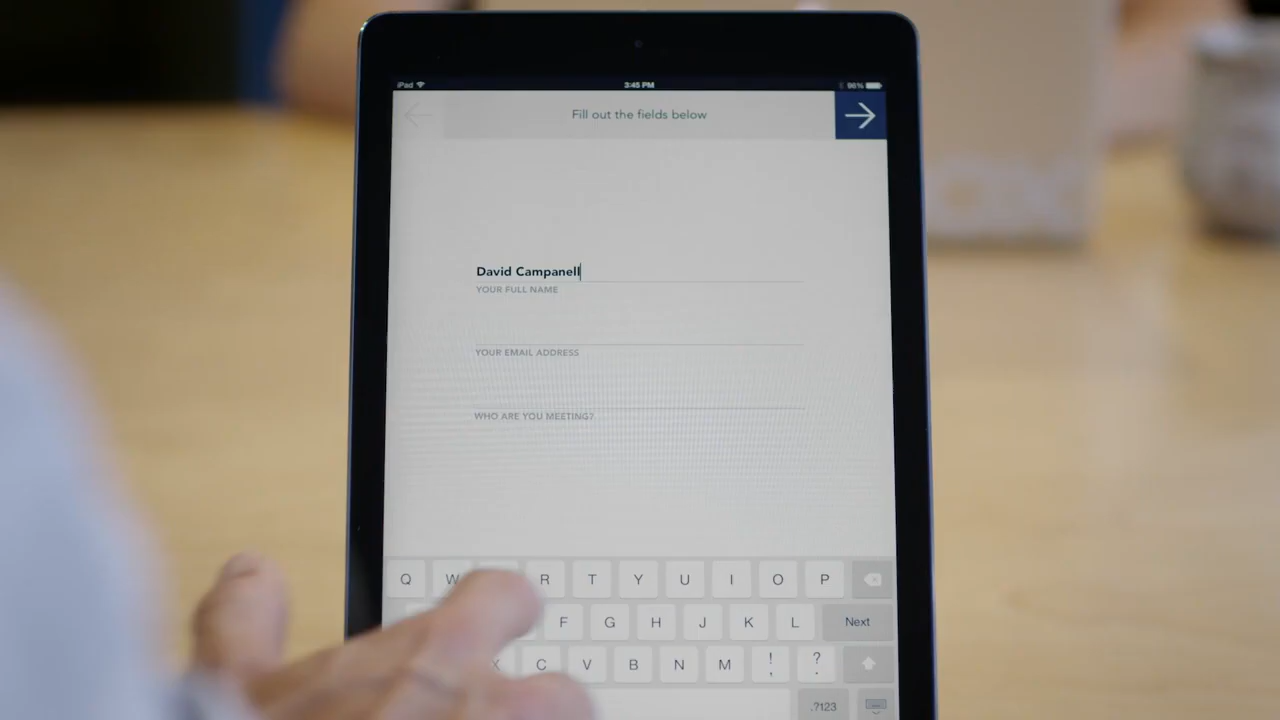 iPad 3:45 PM 96%
Fill out the fields below
David Campanell
YOUR FULL NAME
YOUR EMAIL ADDRESS
WHO ARE YOU MEETING?
Q W R T Y U I O P
F G H J K L Next
X C V B N M ! , ? .
.?123